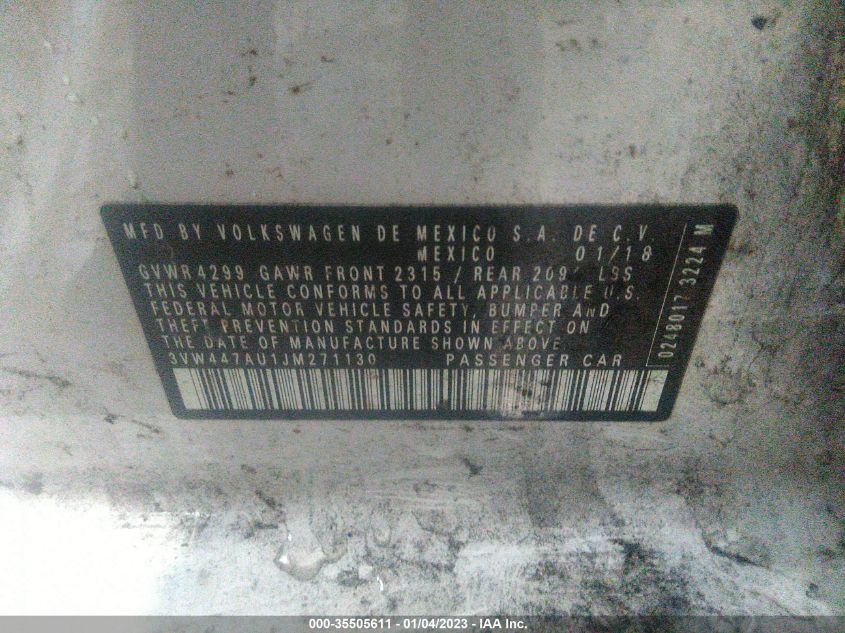 MFD BY VOLKSWAGEN DE MEXICO S.A. DE C.V.
MEXICO 01/18
GVWR 4299 GAWR FRONT 2315 / REAR LBS
THIS VEHICLE CONFORMS TO ALL APPLICABLE U.S.
FEDERAL MOTOR VEHICLE SAFETY, BUMPER AND
THEFT PREVENTION STANDARDS IN EFFECT ON
THE DATE OF MANUFACTURE SHOWN ABOVE.
3VW447AU1JM271130 PASSENGER CAR
3224 M
000-35505611 - 01/04/2023 - IAA Inc.